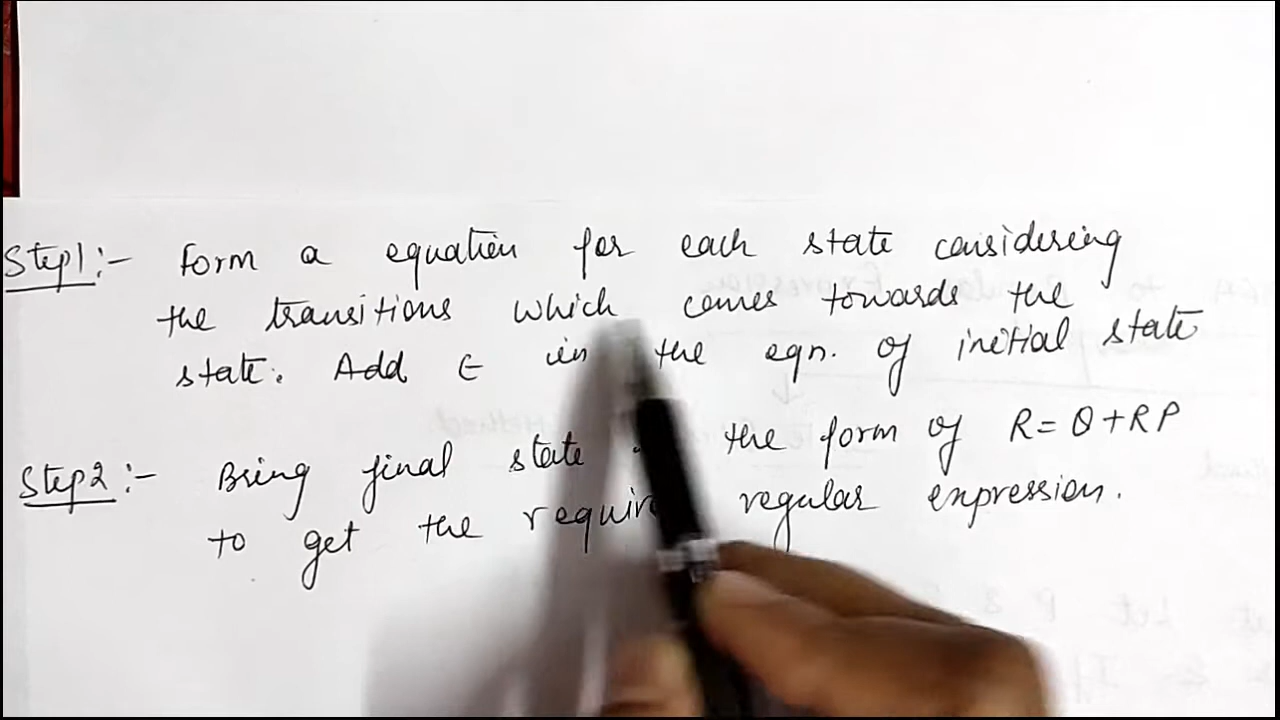 Step1:- Form a equation for each state considering
the transitions which comes towards the
state. Add ∈ in the eqn. of initial state
Step2:- Bring final state the form of R=Q+RP
to get the regular expression.